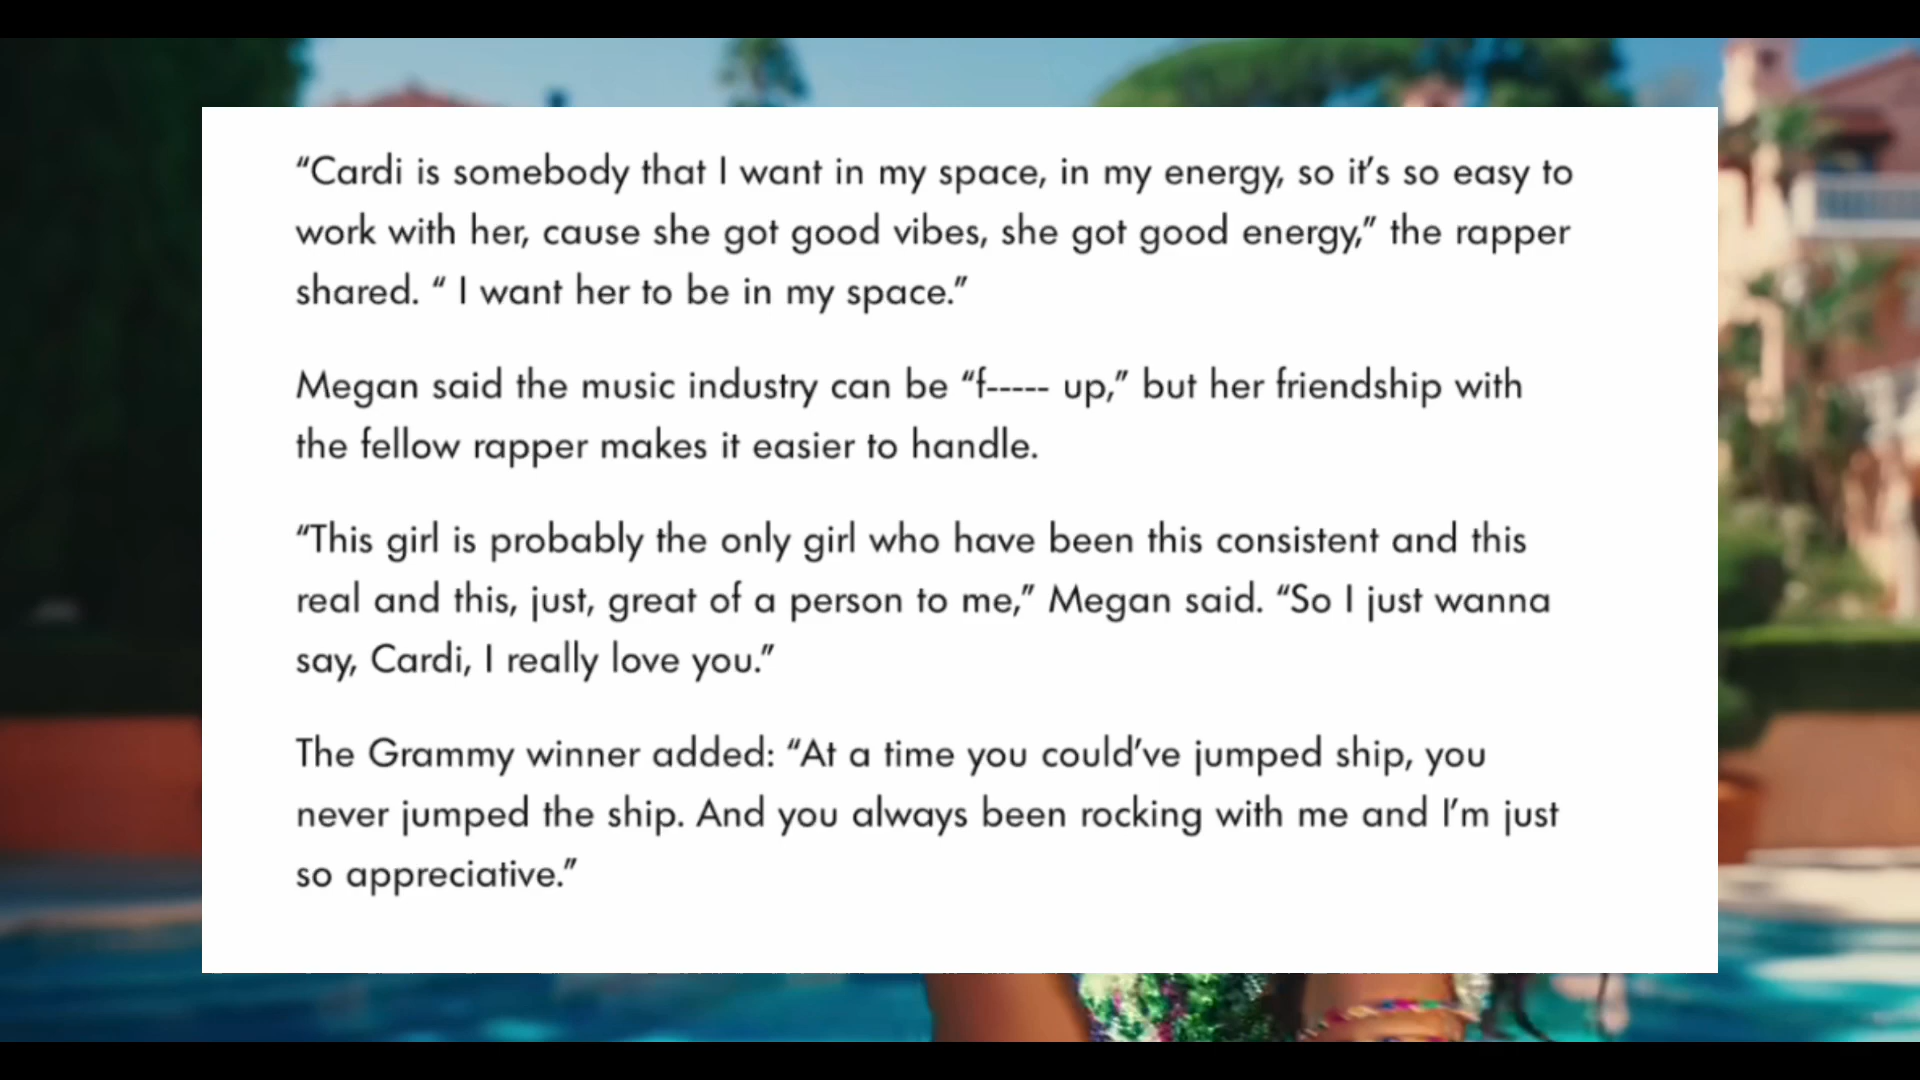 “Cardi is somebody that I want in my space, in my energy, so it’s so easy to
work with her, cause she got good vibes, she got good energy,” the rapper
shared. “ I want her to be in my space.”
Megan said the music industry can be “f----- up,” but her friendship with
the fellow rapper makes it easier to handle.
“This girl is probably the only girl who have been this consistent and this
real and this, just, great of a person to me,” Megan said. “So I just wanna
say, Cardi, I really love you.”
The Grammy winner added: “At a time you could’ve jumped ship, you
never jumped the ship. And you always been rocking with me and I’m just
so appreciative.”